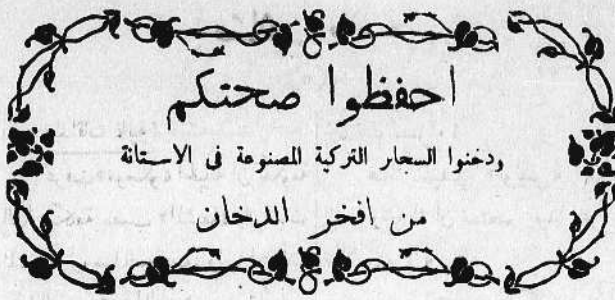 احفظوا صحتكم
ودخنوا السجار التركية المصنوعة فى الاستانة
من افخر الدخان